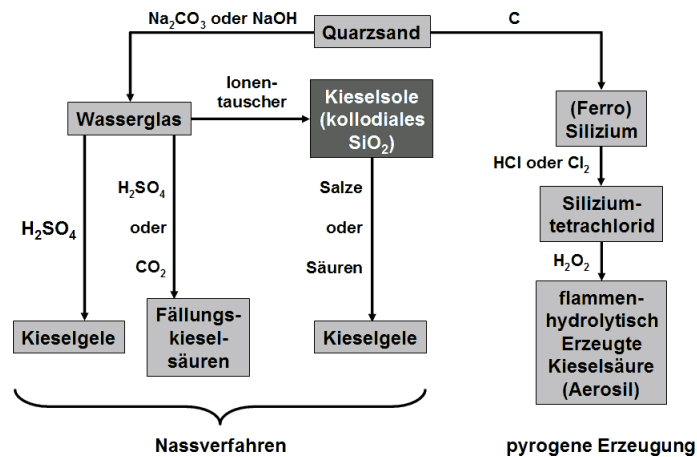 Na₂CO₃ oder NaOH
Quarzsand
C
Ionen-
tauscher
Wasserglas
Kieselsole
(kollodiales
SiO₂)
(Ferro)
Silizium
HCl oder Cl₂
H₂SO₄
H₂SO₄
oder
CO₂
Salze
oder
Säuren
Silizium-
tetrachlorid
H₂O₂
Kieselgele
Fällungs-
kiesel-
säuren
Kieselgele
flammen-
hydrolytisch
Erzeugte
Kieselsäure
(Aerosil)
Nassverfahren
pyrogene Erzeugung